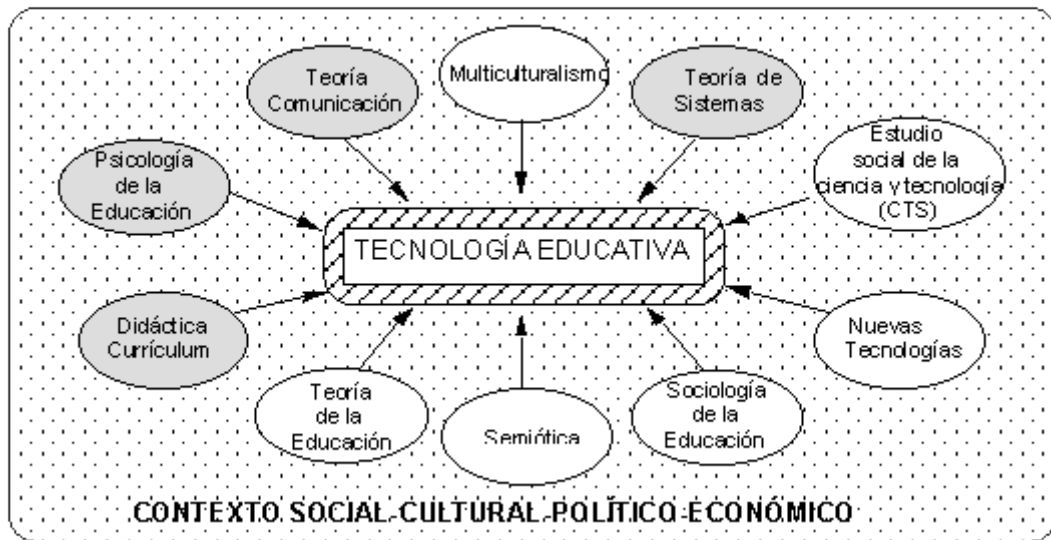 Teoría
Comunicación
Multiculturalismo
Teoría de
Sistemas
Psicología
de la
Educación
Estudio
social de la
ciencia y tecnología
(CTS)
TECNOLOGÍA EDUCATIVA
Didáctica
Currículum
Nuevas
Tecnologías
Teoría
de la
Educación
Semiótica
Sociología
de la
Educación
CONTEXTO SOCIAL-CULTURAL-POLÍTICO-ECONÓMICO